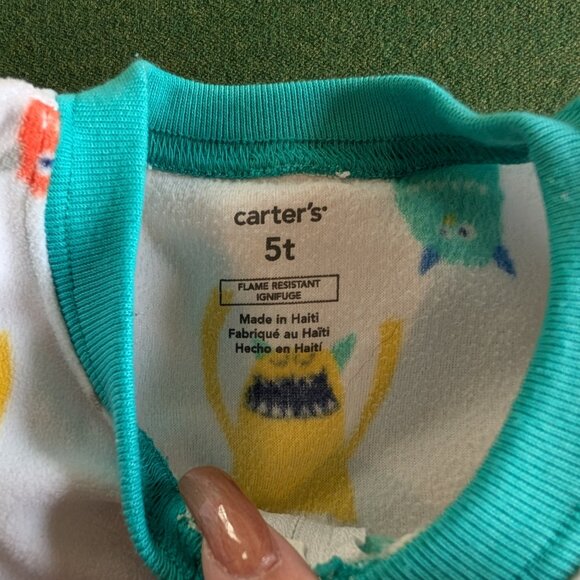 carter's
5t
FLAME RESISTANT
IGNIFUGE
Made in Haiti
Fabriqué au Haïti
Hecho en Haití